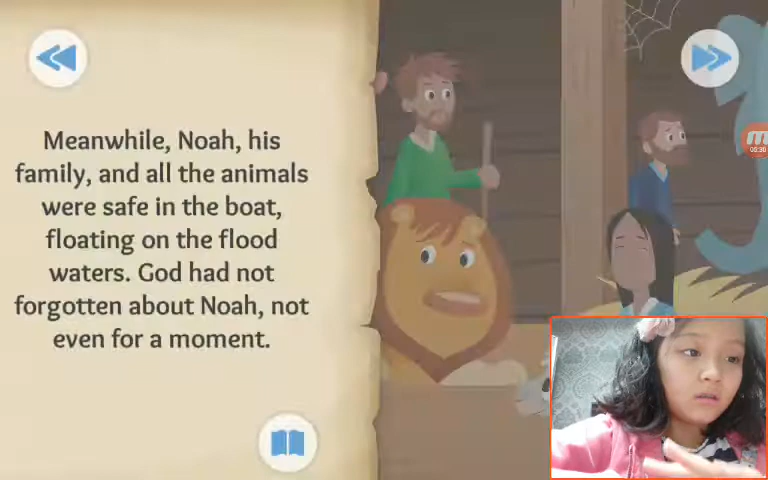 Meanwhile, Noah, his
family, and all the animals
were safe in the boat,
floating on the flood
waters. God had not
forgotten about Noah, not
even for a moment.